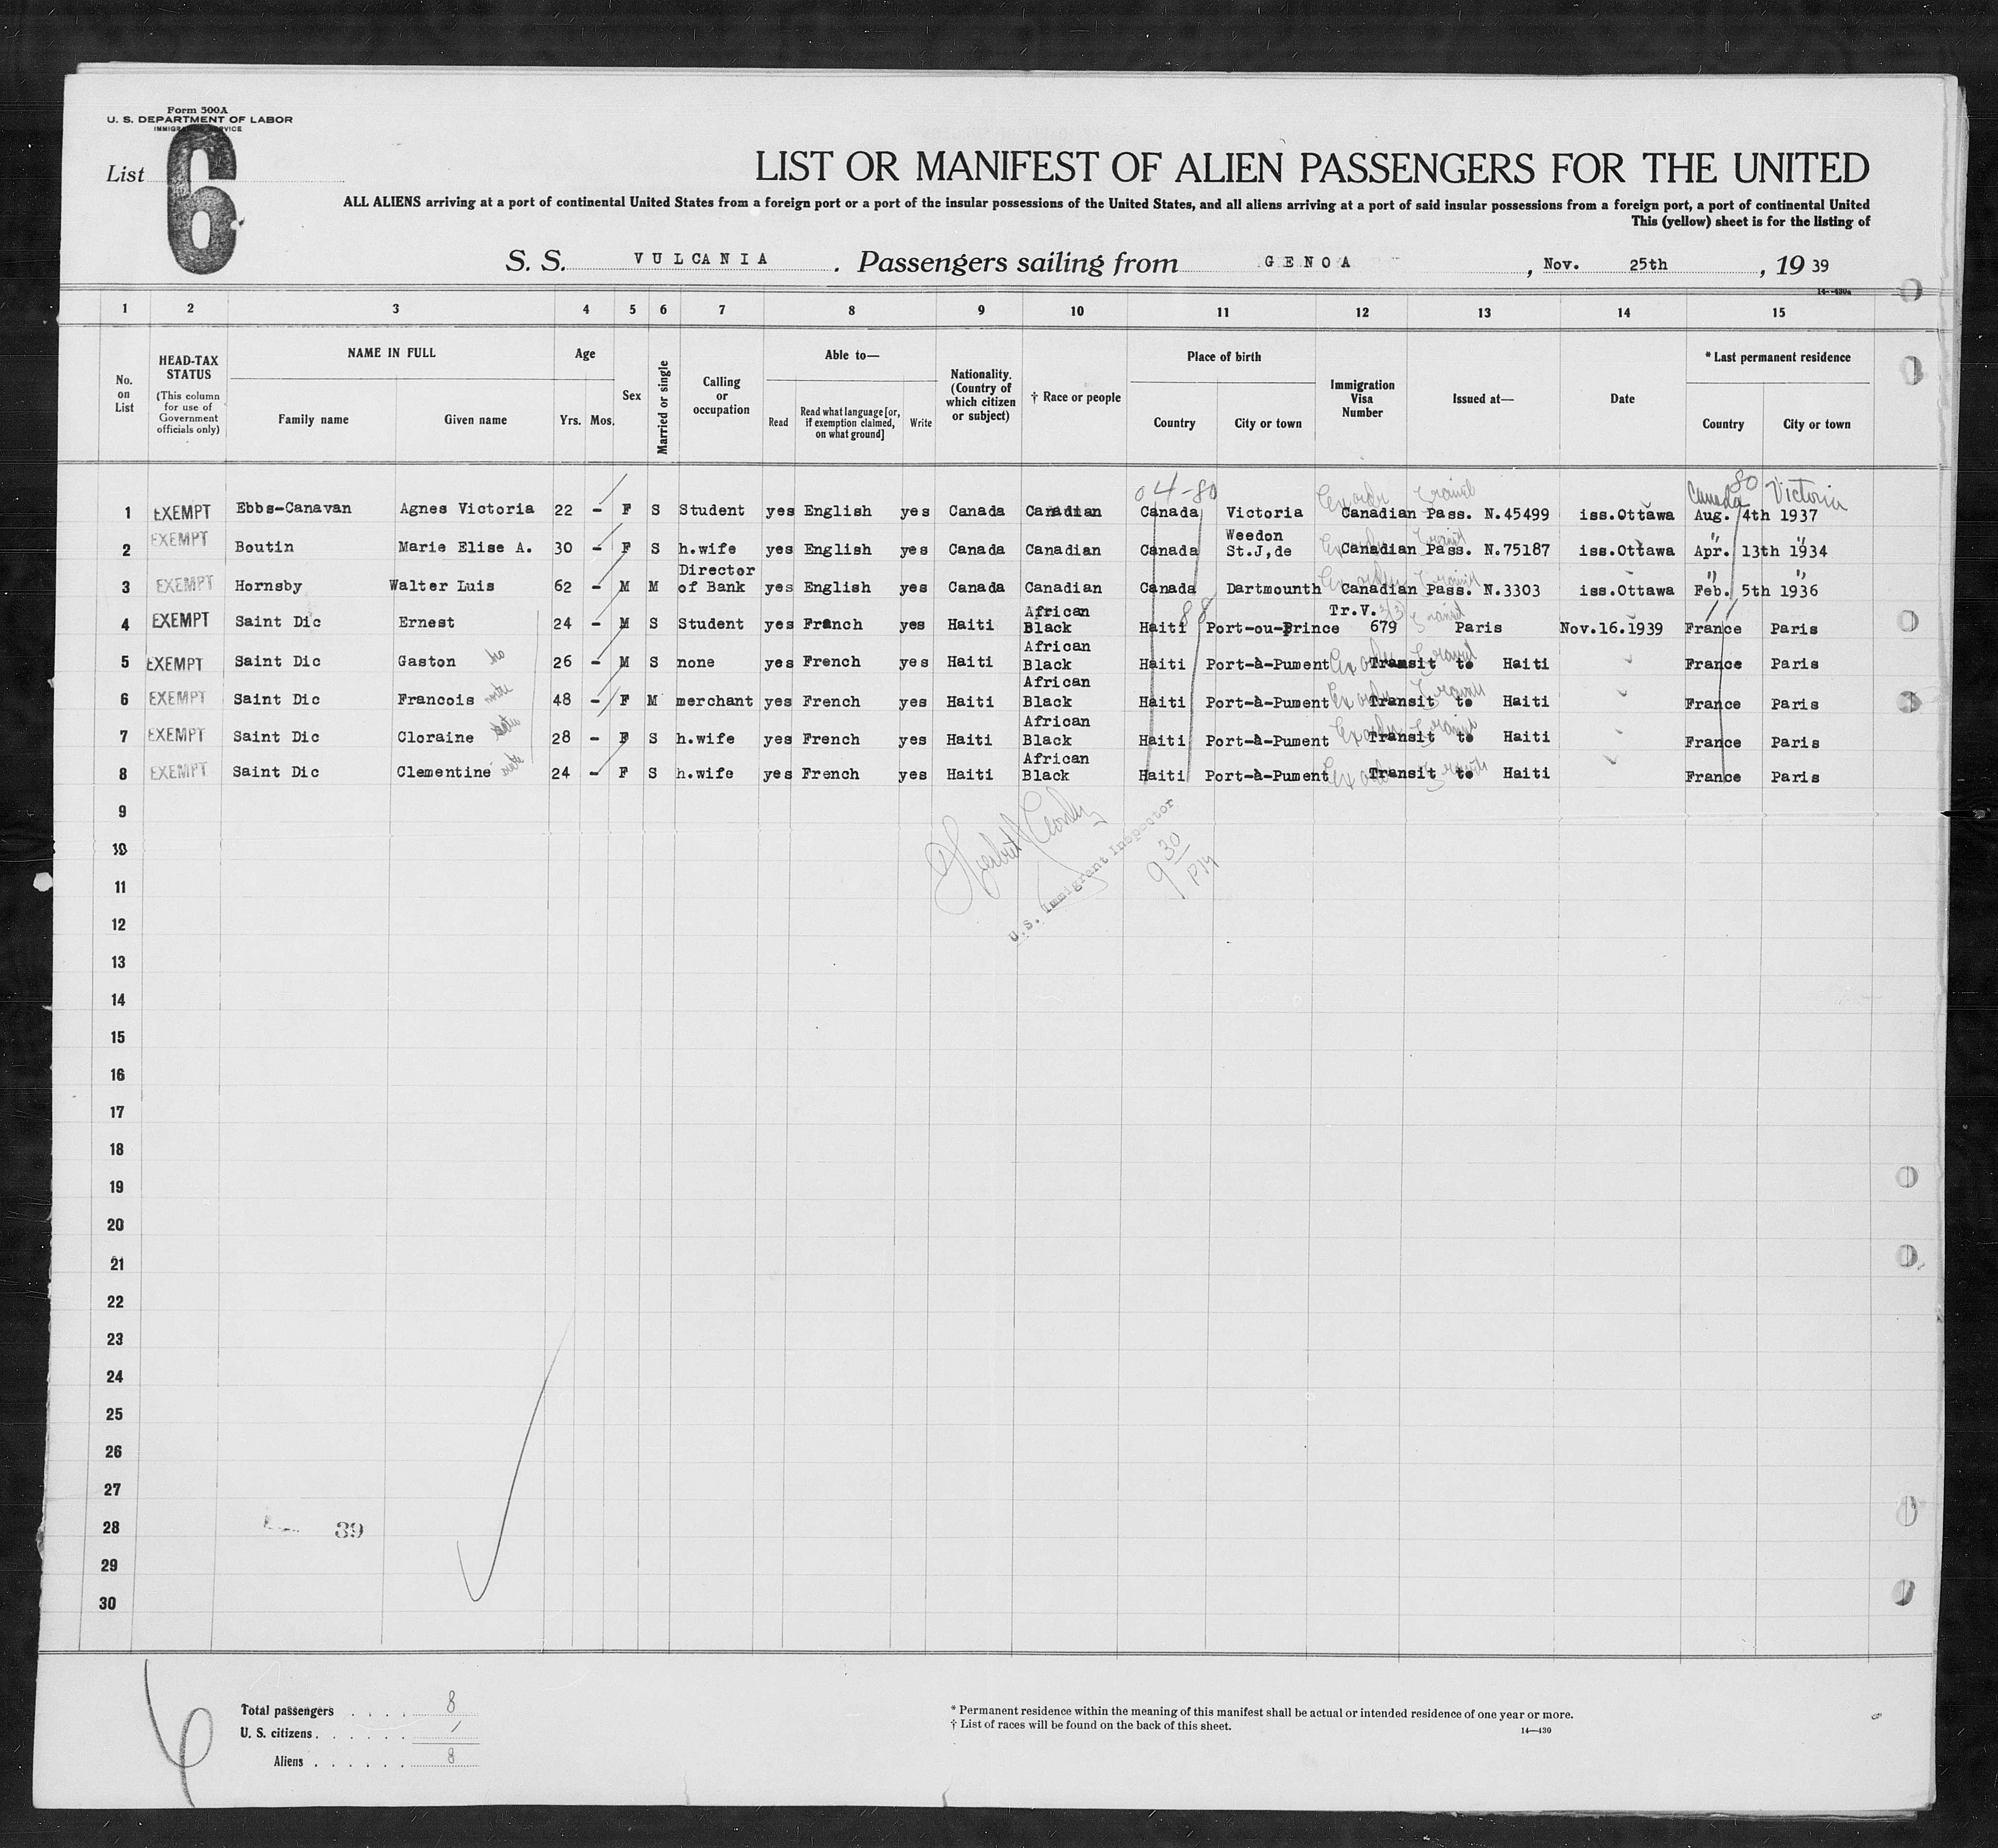 Form 500A
U. S. DEPARTMENT OF LABOR
IMMIGRATION SERVICE
List 6
LIST OR MANIFEST OF ALIEN PASSENGERS FOR THE UNITED
ALL ALIENS arriving at a port of continental United States from a foreign port or a port of the insular possessions of the United States, and all aliens arriving at a port of said insular possessions from a foreign port, a port of continental United
This (yellow) sheet is for the listing of
S. S. VULCANIA. Passengers sailing from GENOA, Nov. 25th, 19 39
14—430a
1 2 3 4 5 6 7 8 9 10 11 12 13 14 15
No. on List
HEAD-TAX STATUS (This column for use of Government officials only)
NAME IN FULL Family name Given name
Age Yrs. Mos.
Sex
Married or single
Calling or occupation
Able to— Read Read what language [or, if exemption claimed, on what ground] Write
Nationality. (Country of which citizen or subject)
† Race or people
Place of birth Country City or town
Immigration Visa Number
Issued at—
Date
* Last permanent residence Country City or town
04-80 Canada 80 Victoria
1 EXEMPT Ebbs-Canavan Agnes Victoria 22 - F S Student yes English yes Canada Canadian Canada Victoria Canadian Pass. N.45499 iss.Ottawa Aug. 4th 1937
2 EXEMPT Boutin Marie Elise A. 30 - F S h.wife yes English yes Canada Canadian Canada Weedon St.J,de Canadian Pass. N.75187 iss.Ottawa Apr. 13th 1934
3 EXEMPT Hornsby Walter Luis 62 - M M Director of Bank yes English yes Canada Canadian Canada Dartmounth Canadian Pass. N.3303 iss.Ottawa Feb. 5th 1936
4 EXEMPT Saint Dic Ernest 24 - M S Student yes Franch yes Haiti African Black Haiti 88 Port-ou-Prince Tr.V. 679 Paris Nov.16.1939 France Paris
5 EXEMPT Saint Dic Gaston 26 - M S none yes French yes Haiti African Black Haiti Port-à-Pument Transit to Haiti France Paris
6 EXEMPT Saint Dic Francois 48 - F M merchant yes French yes Haiti African Black Haiti Port-à-Pument Transit to Haiti France Paris
7 EXEMPT Saint Dic Cloraine 28 - F S h.wife yes French yes Haiti African Black Haiti Port-à-Pument Transit to Haiti France Paris
8 EXEMPT Saint Dic Clementine 24 - F S h.wife yes French yes Haiti African Black Haiti Port-à-Pument Transit to Haiti France Paris
9
10
11
U.S. Immigrant Inspector
9 30 PM
12
13
14
15
16
17
18
19
20
21
22
23
24
25
26
27
28 39
29
30
6
Total passengers . . . . 8
U. S. citizens . . . . . . /
Aliens . . . . . . 8
* Permanent residence within the meaning of this manifest shall be actual or intended residence of one year or more.
† List of races will be found on the back of this sheet. 14—430